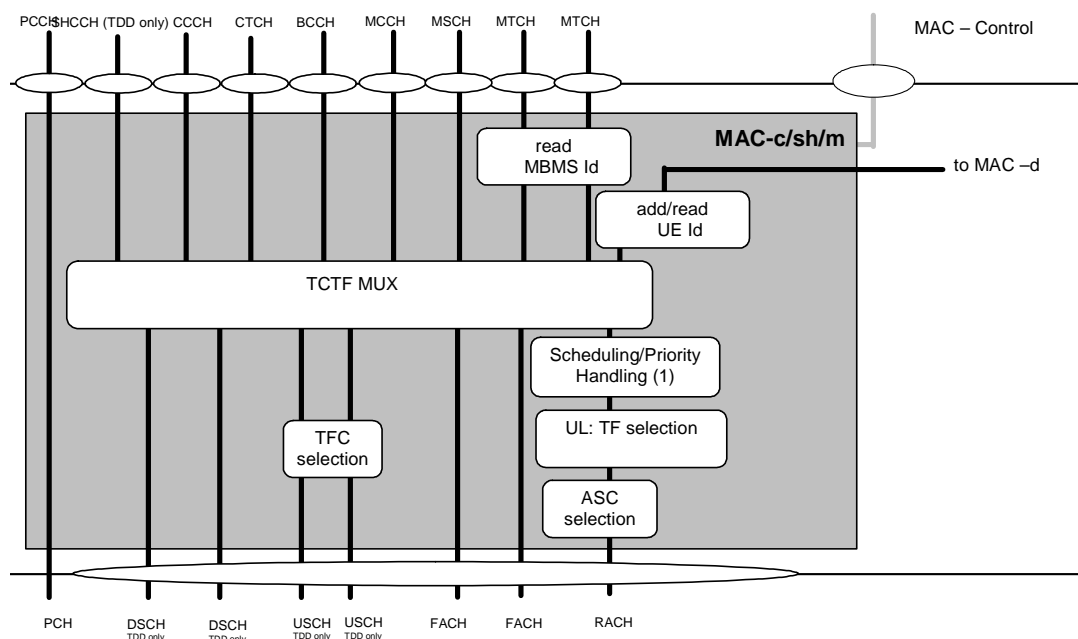 PCCH SHCCH (TDD only) CCCH CTCH BCCH MCCH MSCH MTCH MTCH
MAC – Control
MAC-c/sh/m
read
MBMS Id
to MAC –d
add/read
UE Id
TCTF MUX
Scheduling/Priority
Handling (1)
UL: TF selection
TFC
selection
ASC
selection
PCH DSCH DSCH USCH USCH FACH FACH RACH
TDD only TDD only TDD only TDD only